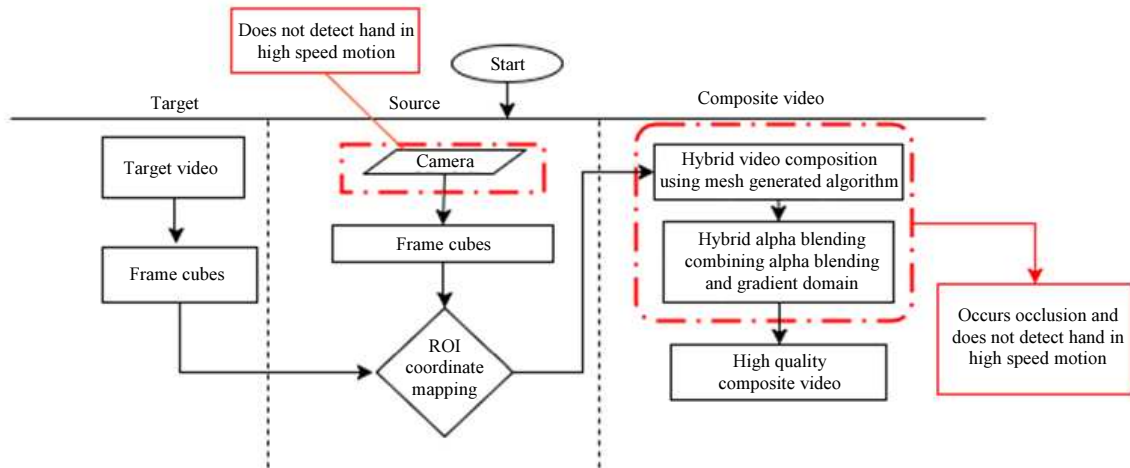 Does not detect hand in
high speed motion
Start
Target
Source
Composite video
Target video
Frame cubes
Camera
Frame cubes
ROI
coordinate
mapping
Hybrid video composition
using mesh generated algorithm
Hybrid alpha blending
combining alpha blending
and gradient domain
High quality
composite video
Occurs occlusion and
does not detect hand in
high speed motion